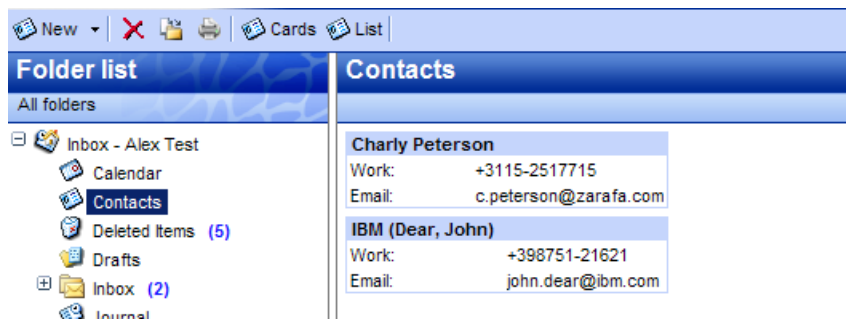 New Cards List
Folder list
All folders
Inbox - Alex Test
Calendar
Contacts
Deleted Items (5)
Drafts
Inbox (2)
Journal
Contacts
Charly Peterson
Work: +3115-2517715
Email: c.peterson@zarafa.com
IBM (Dear, John)
Work: +398751-21621
Email: john.dear@ibm.com